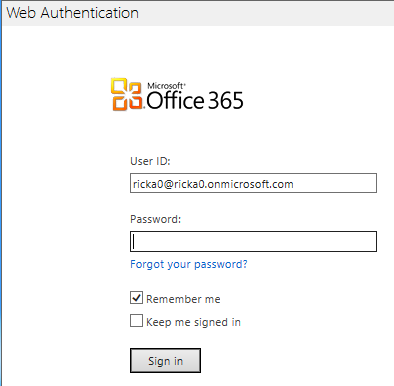 Web Authentication
Microsoft®
Office 365
User ID:
ricka0@ricka0.onmicrosoft.com
Password:
Forgot your password?
Remember me
Keep me signed in
Sign in